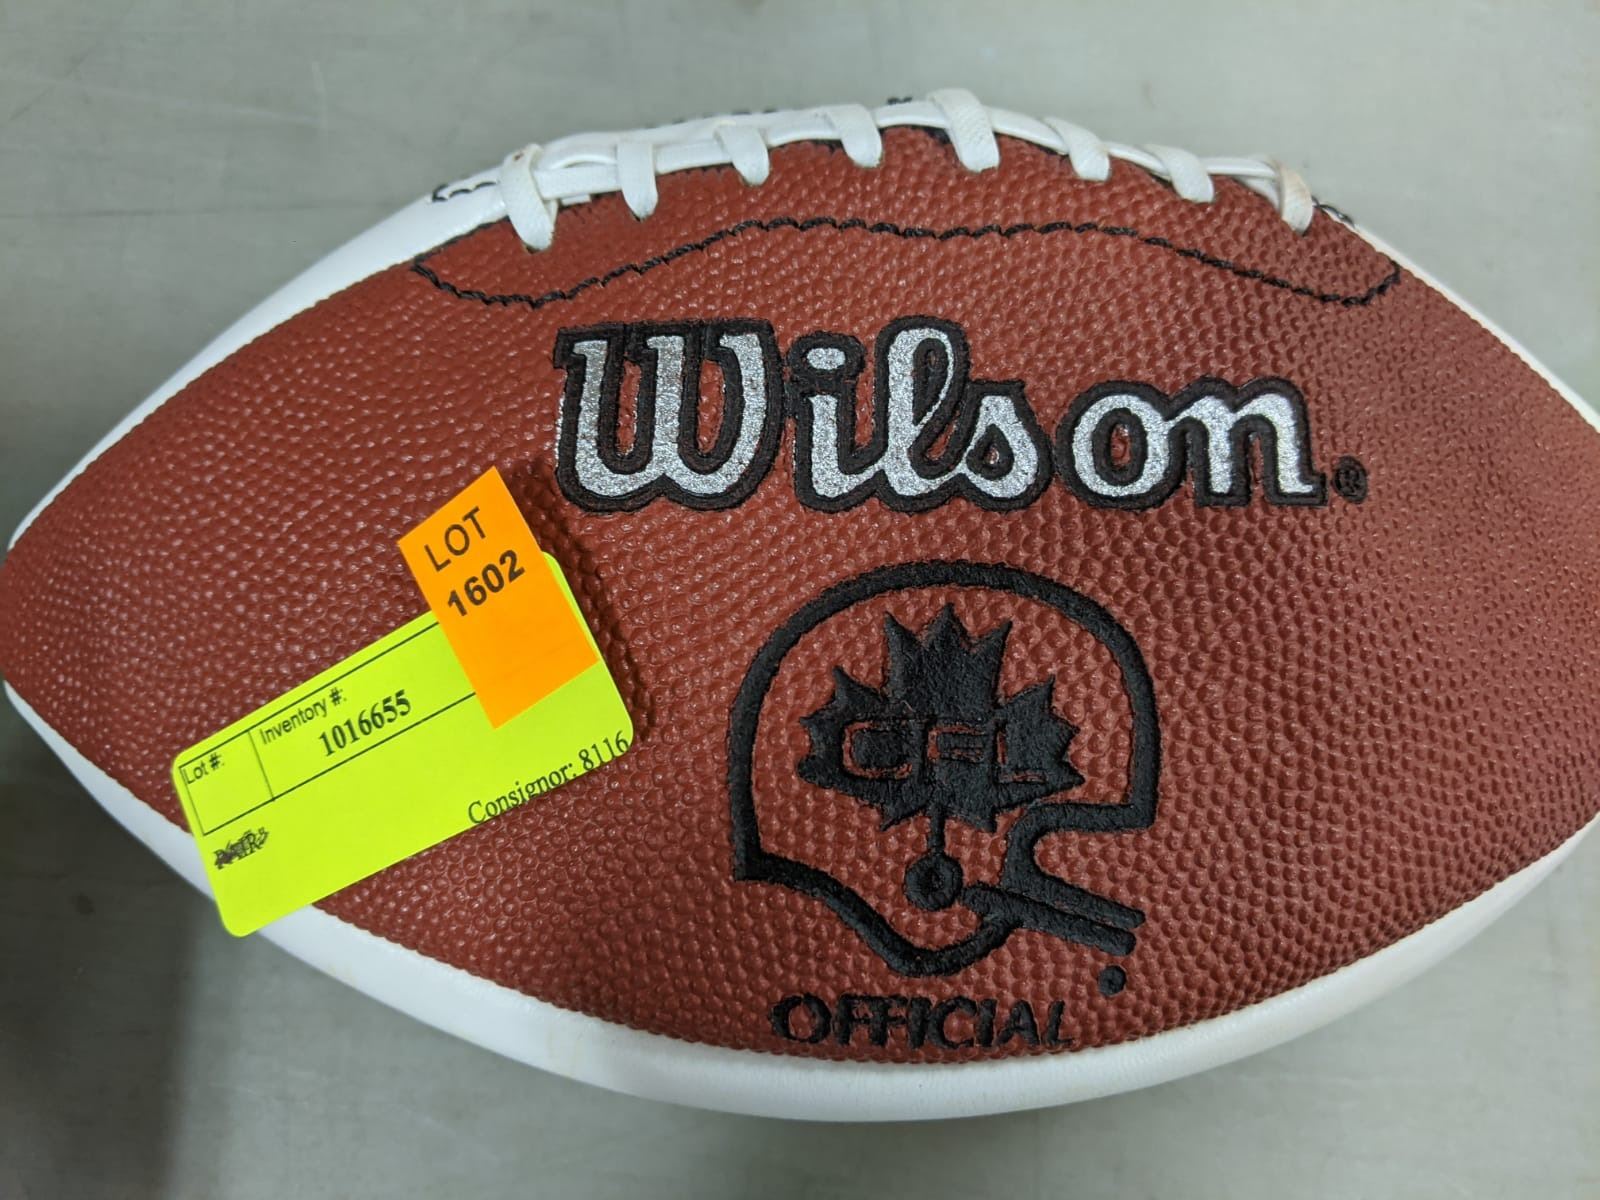 Wilson®
LOT
1602
Lot #:
Inventory #:
1016655
Consignor: 8116
CFL
OFFICIAL